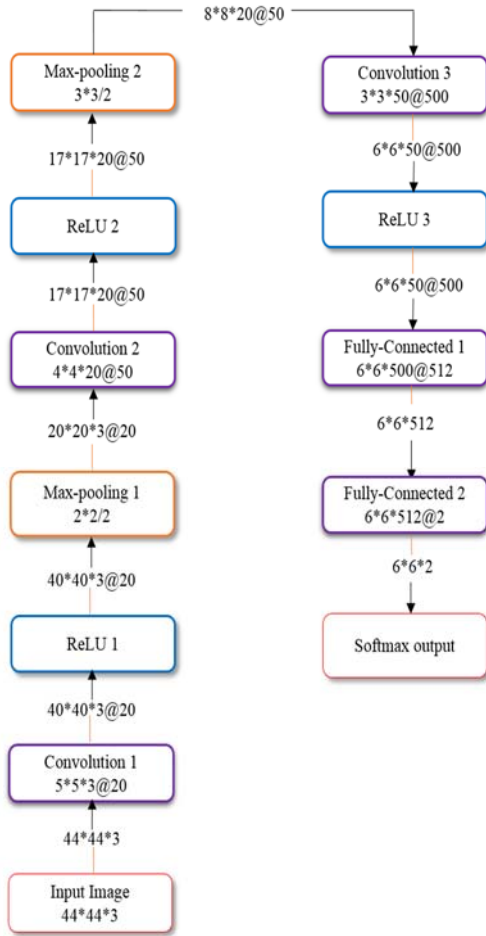 Input Image
44*44*3
44*44*3
Convolution 1
5*5*3@20
40*40*3@20
ReLU 1
40*40*3@20
Max-pooling 1
2*2/2
20*20*3@20
Convolution 2
4*4*20@50
17*17*20@50
ReLU 2
17*17*20@50
Max-pooling 2
3*3/2
8*8*20@50
Convolution 3
3*3*50@500
6*6*50@500
ReLU 3
6*6*50@500
Fully-Connected 1
6*6*500@512
6*6*512
Fully-Connected 2
6*6*512@2
6*6*2
Softmax output